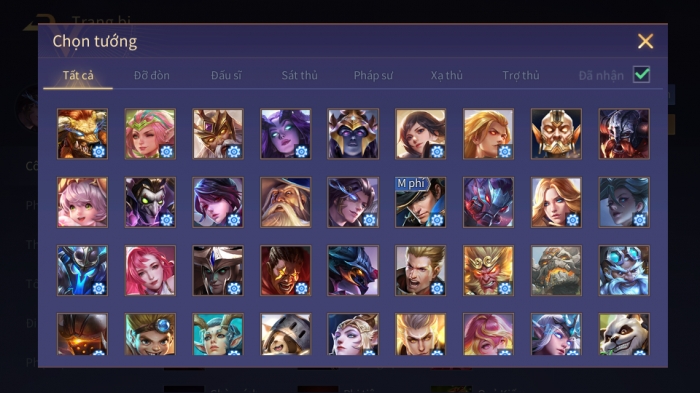 Trang bị
Chọn tướng
Tất cả
Đỡ đòn
Đấu sĩ
Sát thủ
Pháp sư
Xạ thủ
Trợ thủ
Đã nhận
M phí